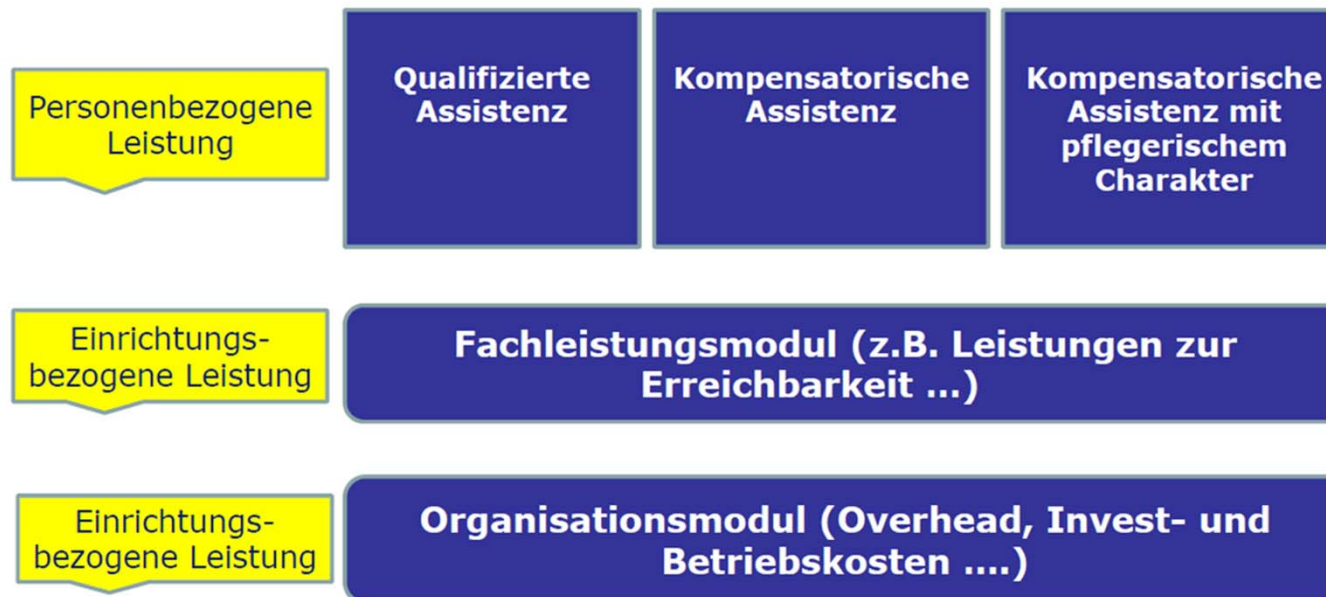 Personenbezogene
Leistung
Qualifizierte
Assistenz
Kompensatorische
Assistenz
Kompensatorische
Assistenz mit
pflegerischem
Charakter
Einrichtungs-
bezogene Leistung
Fachleistungsmodul (z.B. Leistungen zur
Erreichbarkeit …)
Einrichtungs-
bezogene Leistung
Organisationsmodul (Overhead, Invest- und
Betriebskosten ….)